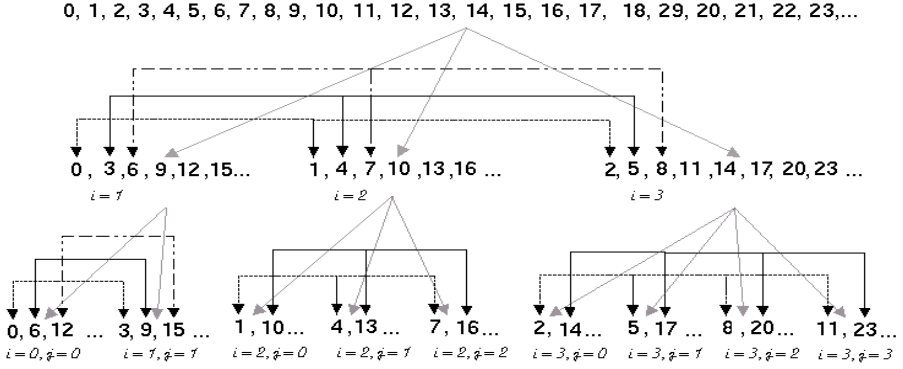 0, 1, 2, 3, 4, 5, 6, 7, 8, 9, 10, 11, 12, 13, 14, 15, 16, 17, 18, 29, 20, 21, 22, 23,...
0, 3,6 ,9,12,15... 1, 4, 7, 10 ,13,16 ... 2, 5, 8 ,11 ,14, 17, 20,23 ...
i = 1 i = 2 i = 3
0, 6, 12 ... 3, 9, 15 ... 1, 10... 4,13... 7, 16... 2, 14... 5, 17... 8 , 20... 11, 23...
i = 0, j = 0 i = 1, j = 1 i = 2, j = 0 i = 2, j = 1 i = 2, j = 2 i = 3, j = 0 i = 3, j = 1 i = 3, j = 2 i = 3, j = 3